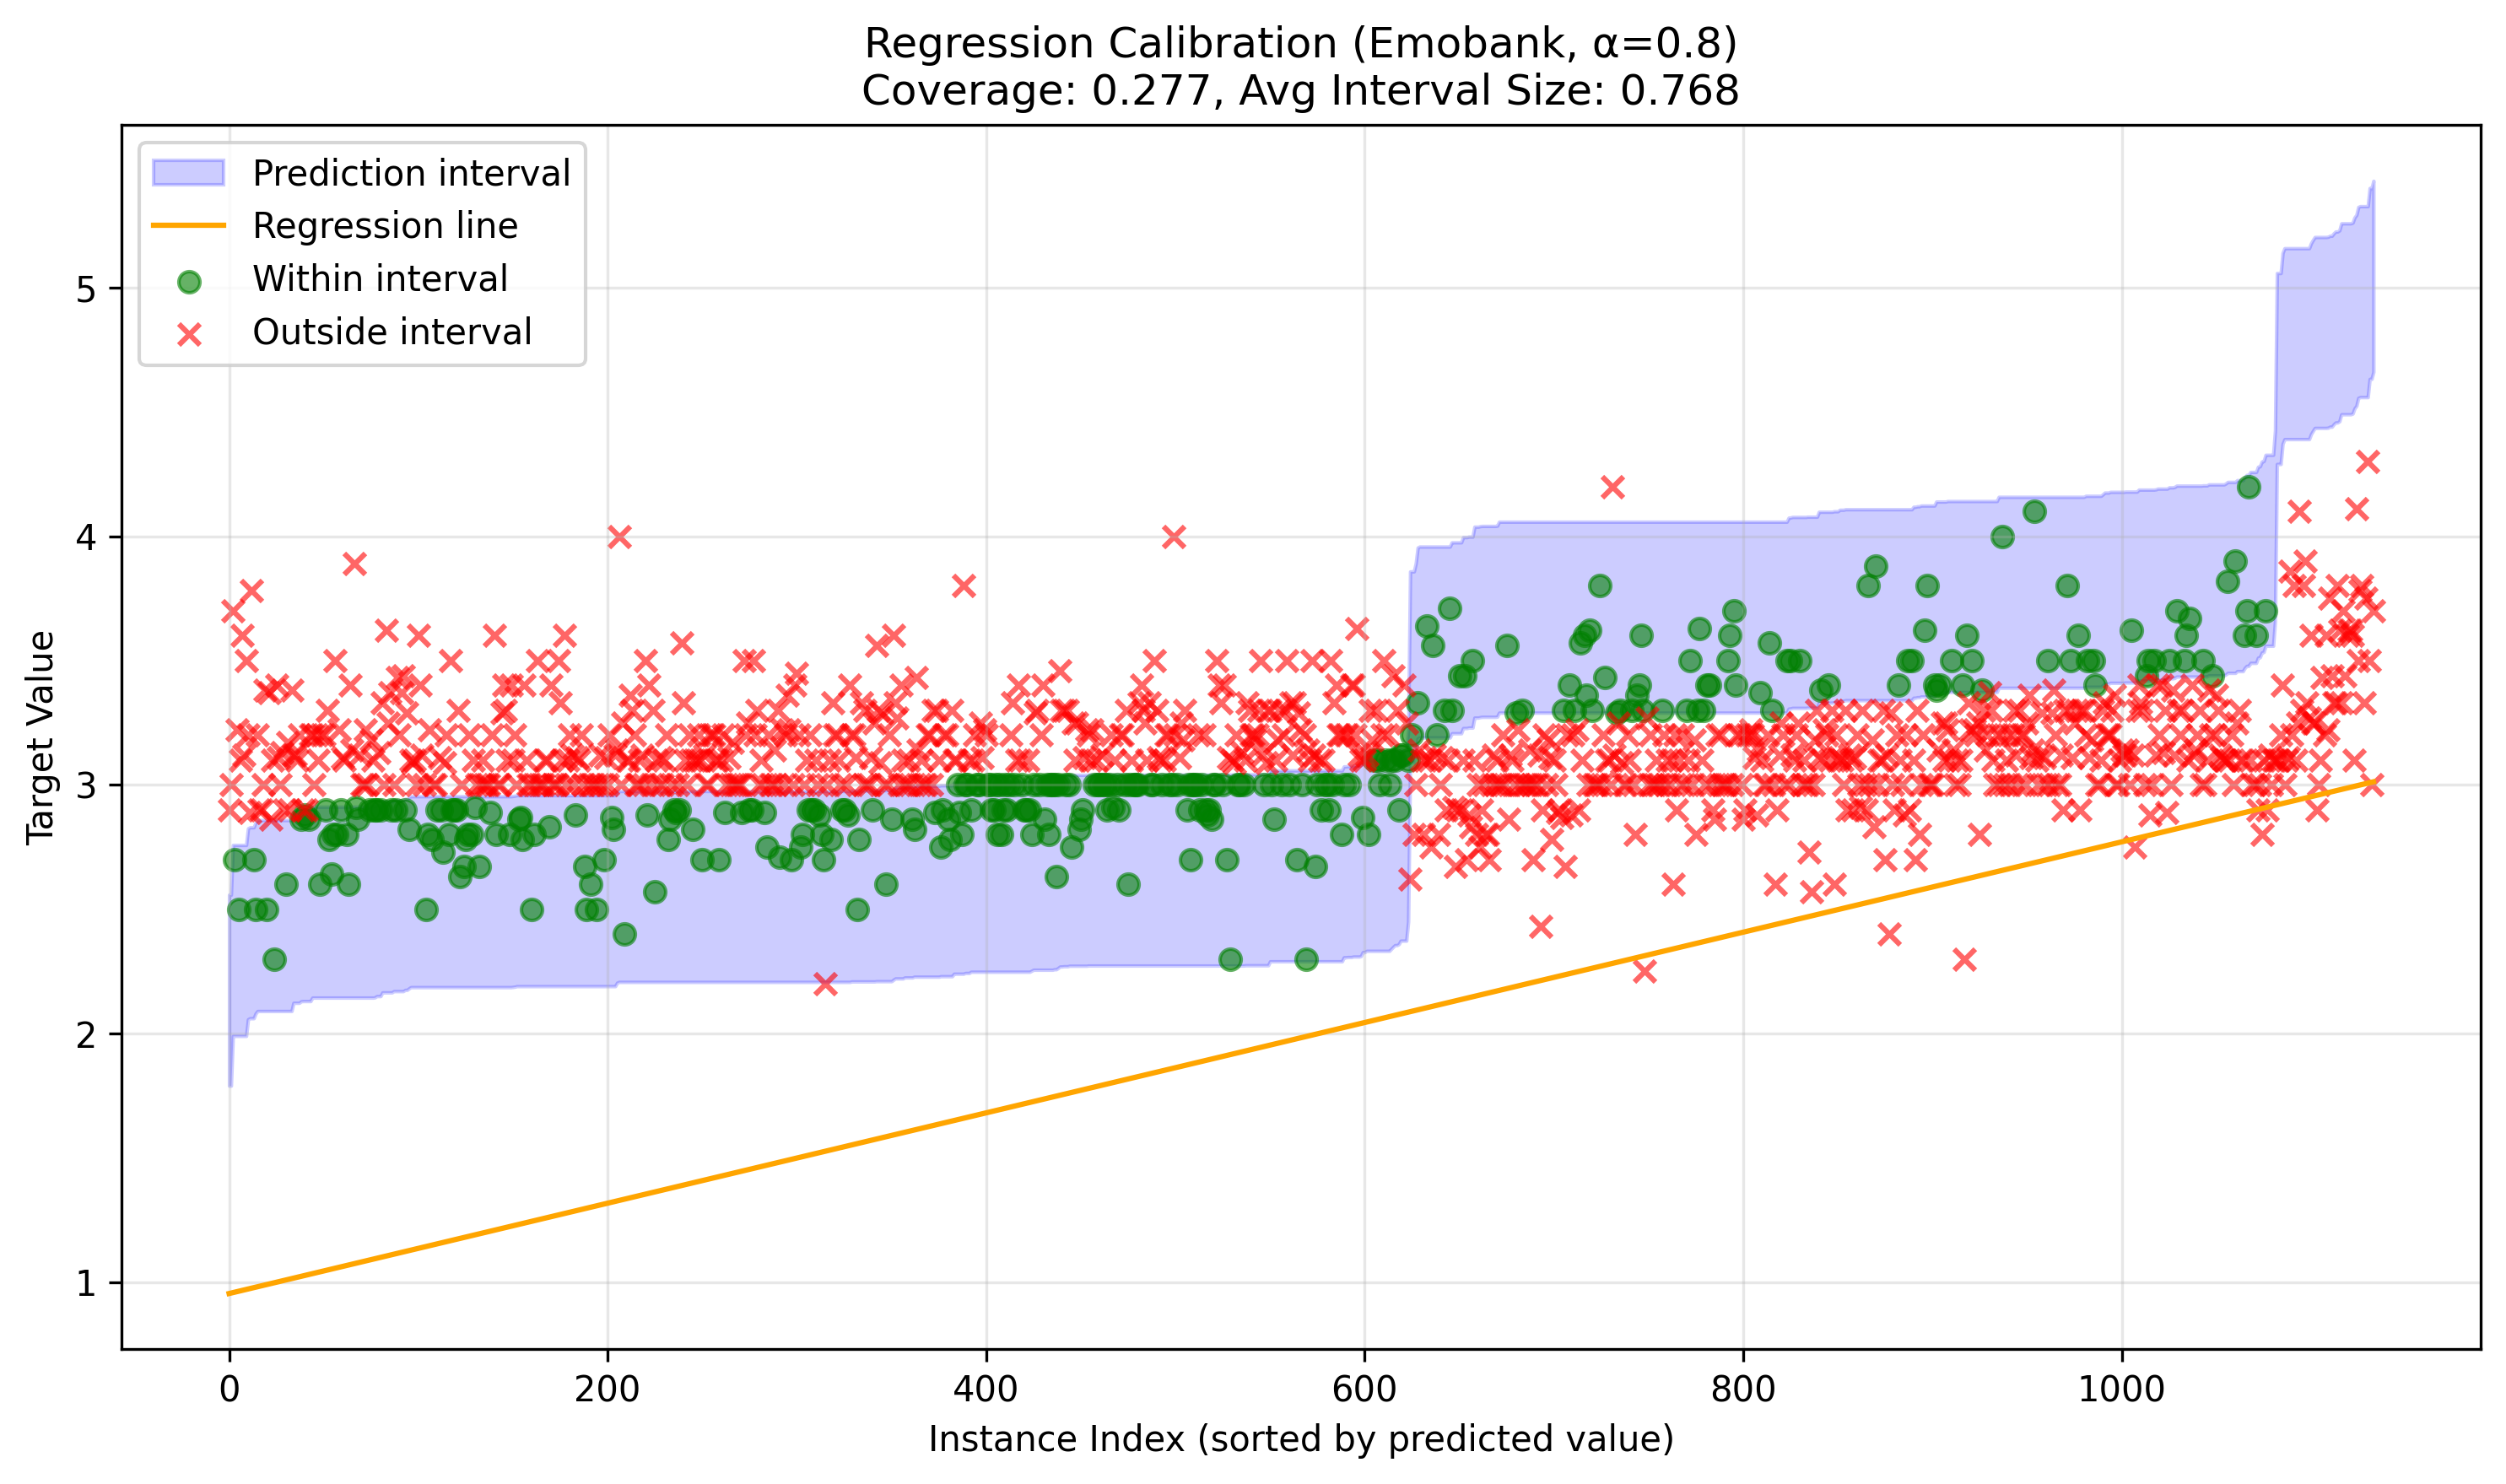 Regression Calibration (Emobank, α=0.8)
Coverage: 0.277, Avg Interval Size: 0.768
Prediction interval
Regression line
Within interval
Outside interval
Target Value
5
4
3
2
1
0
200
400
600
800
1000
Instance Index (sorted by predicted value)